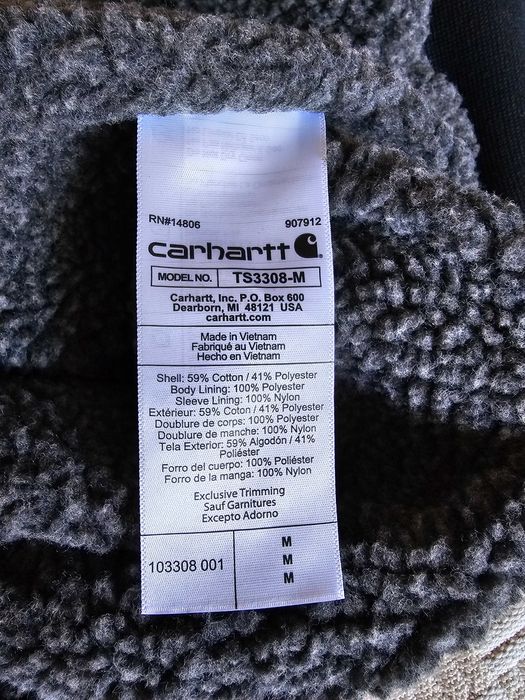 RN#14806 907912
carhartt
MODEL NO. TS3308-M
Carhartt, Inc. P.O. Box 600
Dearborn, MI 48121 USA
carhartt.com
Made in Vietnam
Fabriqué au Vietnam
Hecho en Vietnam
Shell: 59% Cotton / 41% Polyester
Body Lining: 100% Polyester
Sleeve Lining: 100% Nylon
Extérieur: 59% Coton / 41% Polyester
Doublure de corps: 100% Polyester
Doublure de manche: 100% Nylon
Tela Exterior: 59% Algodón / 41%
Poliéster
Forro del cuerpo: 100% Poliéster
Forro de la manga: 100% Nylon
Exclusive Trimming
Sauf Garnitures
Excepto Adorno
103308 001
M
M
M